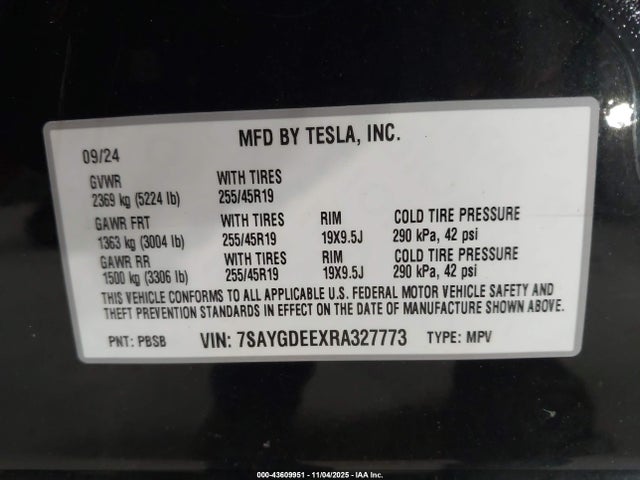 MFD BY TESLA, INC.
09/24
GVWR WITH TIRES
2369 kg (5224 lb) 255/45R19
GAWR FRT WITH TIRES RIM COLD TIRE PRESSURE
1363 kg (3004 lb) 255/45R19 19X9.5J 290 kPa, 42 psi
GAWR RR WITH TIRES RIM COLD TIRE PRESSURE
1500 kg (3306 lb) 255/45R19 19X9.5J 290 kPa, 42 psi
THIS VEHICLE CONFORMS TO ALL APPLICABLE U.S. FEDERAL MOTOR VEHICLE SAFETY AND
THEFT PREVENTION STANDARDS IN EFFECT ON THE DATE OF MANUFACTURE SHOWN ABOVE.
PNT: PBSB VIN: 7SAYGDEEXRA327773 TYPE: MPV
000-43609951 - 11/04/2025 - IAA Inc.